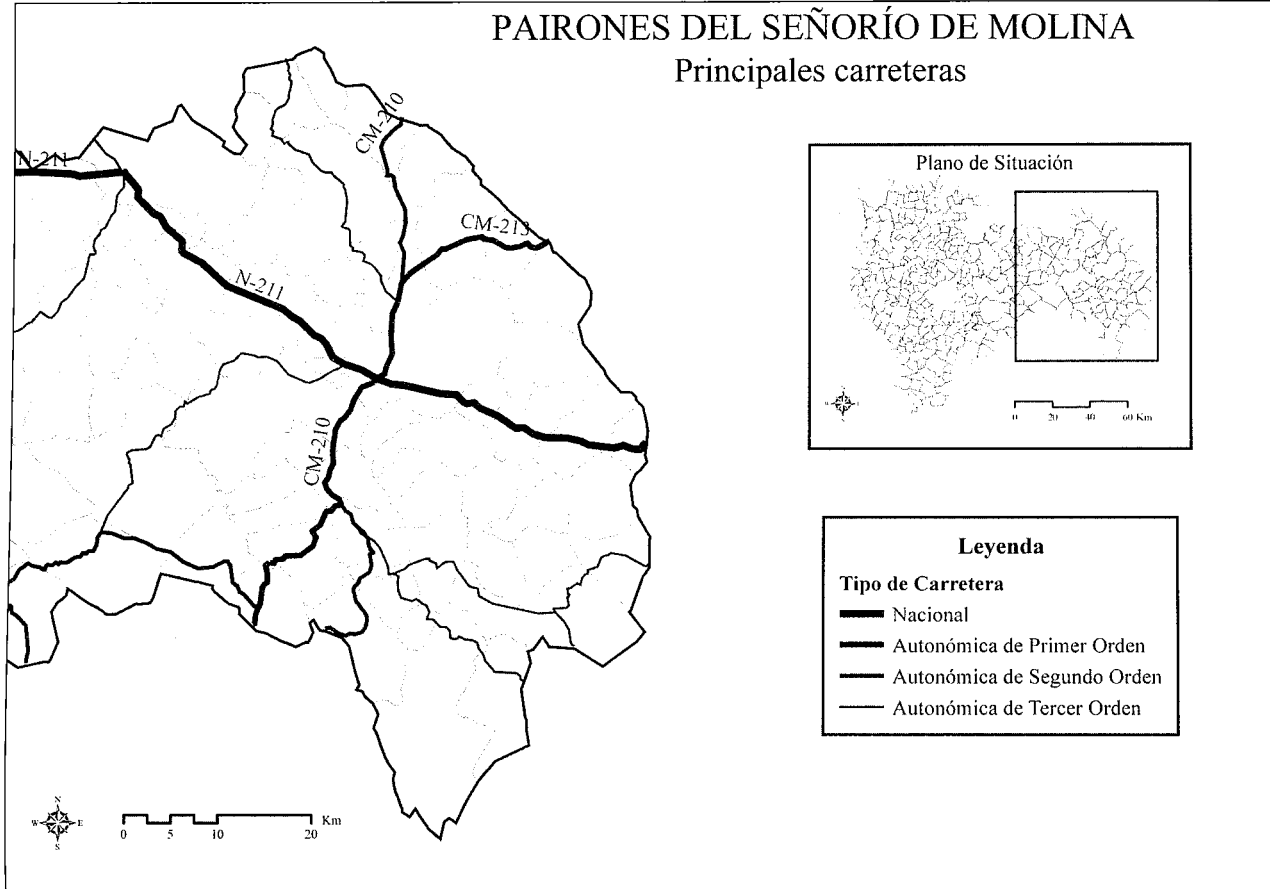 PAIRONES DEL SEÑORÍO DE MOLINA
Principales carreteras
CM-210
N-211
CM-213
N-211
CM-210
Plano de Situación
0 20 40 60 Km
Leyenda
Tipo de Carretera
Nacional
Autonómica de Primer Orden
Autonómica de Segundo Orden
Autonómica de Tercer Orden
N
W E
S
Km
0 5 10 20